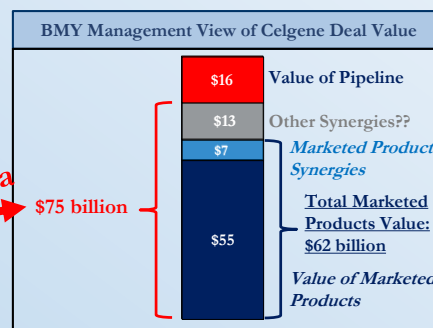 BMY Management View of Celgene Deal Value
$16
Value of Pipeline
$13
Other Synergies??
$7
Marketed Product
Synergies
$75 billion
Total Marketed
Products Value:
$62 billion
$55
Value of Marketed
Products